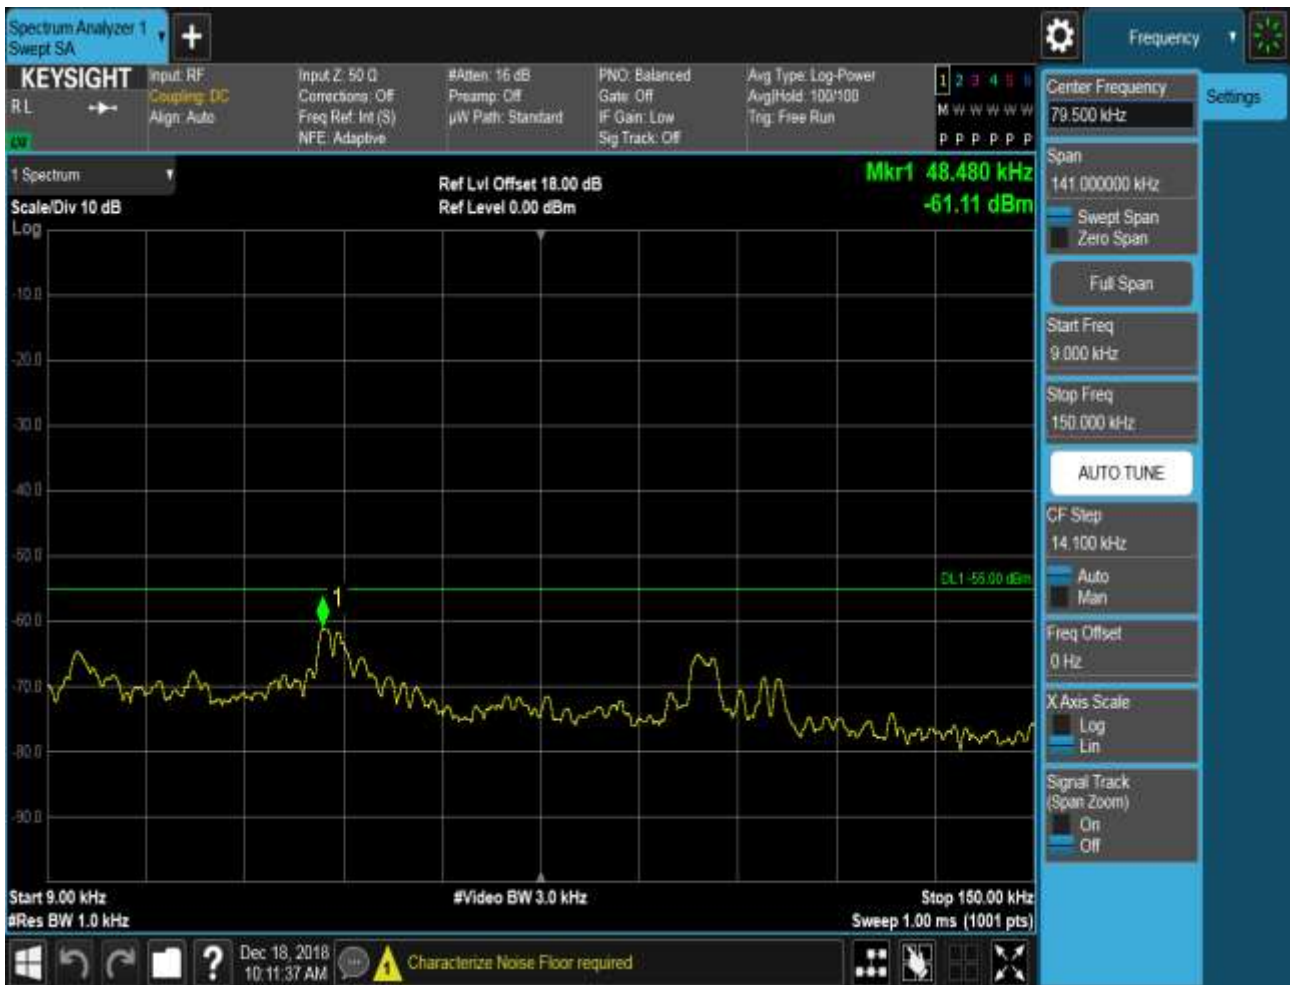 Spectrum Analyzer 1
Swept SA
+
Frequency
KEYSIGHT
RL
Input: RF
Coupling: DC
Align: Auto
Input Z: 50 Ω
Corrections: Off
Freq Ref: Int (S)
NFE: Adaptive
#Atten: 16 dB
Preamp: Off
µW Path: Standard
PNO: Balanced
Gate: Off
IF Gain: Low
Sig Track: Off
Avg Type: Log-Power
Avg|Hold: 100/100
Trig: Free Run
1 2 3 4 5 6
M W W W W W
P P P P P P
1 Spectrum
Scale/Div 10 dB
Log
Ref Lvl Offset 18.00 dB
Ref Level 0.00 dBm
Mkr1 48.480 kHz
-61.11 dBm
-10.0
-20.0
-30.0
-40.0
-50.0
-60.0
-70.0
-80.0
-90.0
DL1 -55.00 dBm
1
Start 9.00 kHz
#Res BW 1.0 kHz
#Video BW 3.0 kHz
Stop 150.00 kHz
Sweep 1.00 ms (1001 pts)
Center Frequency
79.500 kHz
Settings
Span
141.000000 kHz
Swept Span
Zero Span
Full Span
Start Freq
9.000 kHz
Stop Freq
150.000 kHz
AUTO TUNE
CF Step
14.100 kHz
Auto
Man
Freq Offset
0 Hz
X Axis Scale
Log
Lin
Signal Track
(Span Zoom)
On
Off
?
Dec 18, 2018
10:11:37 AM
1
Characterize Noise Floor required